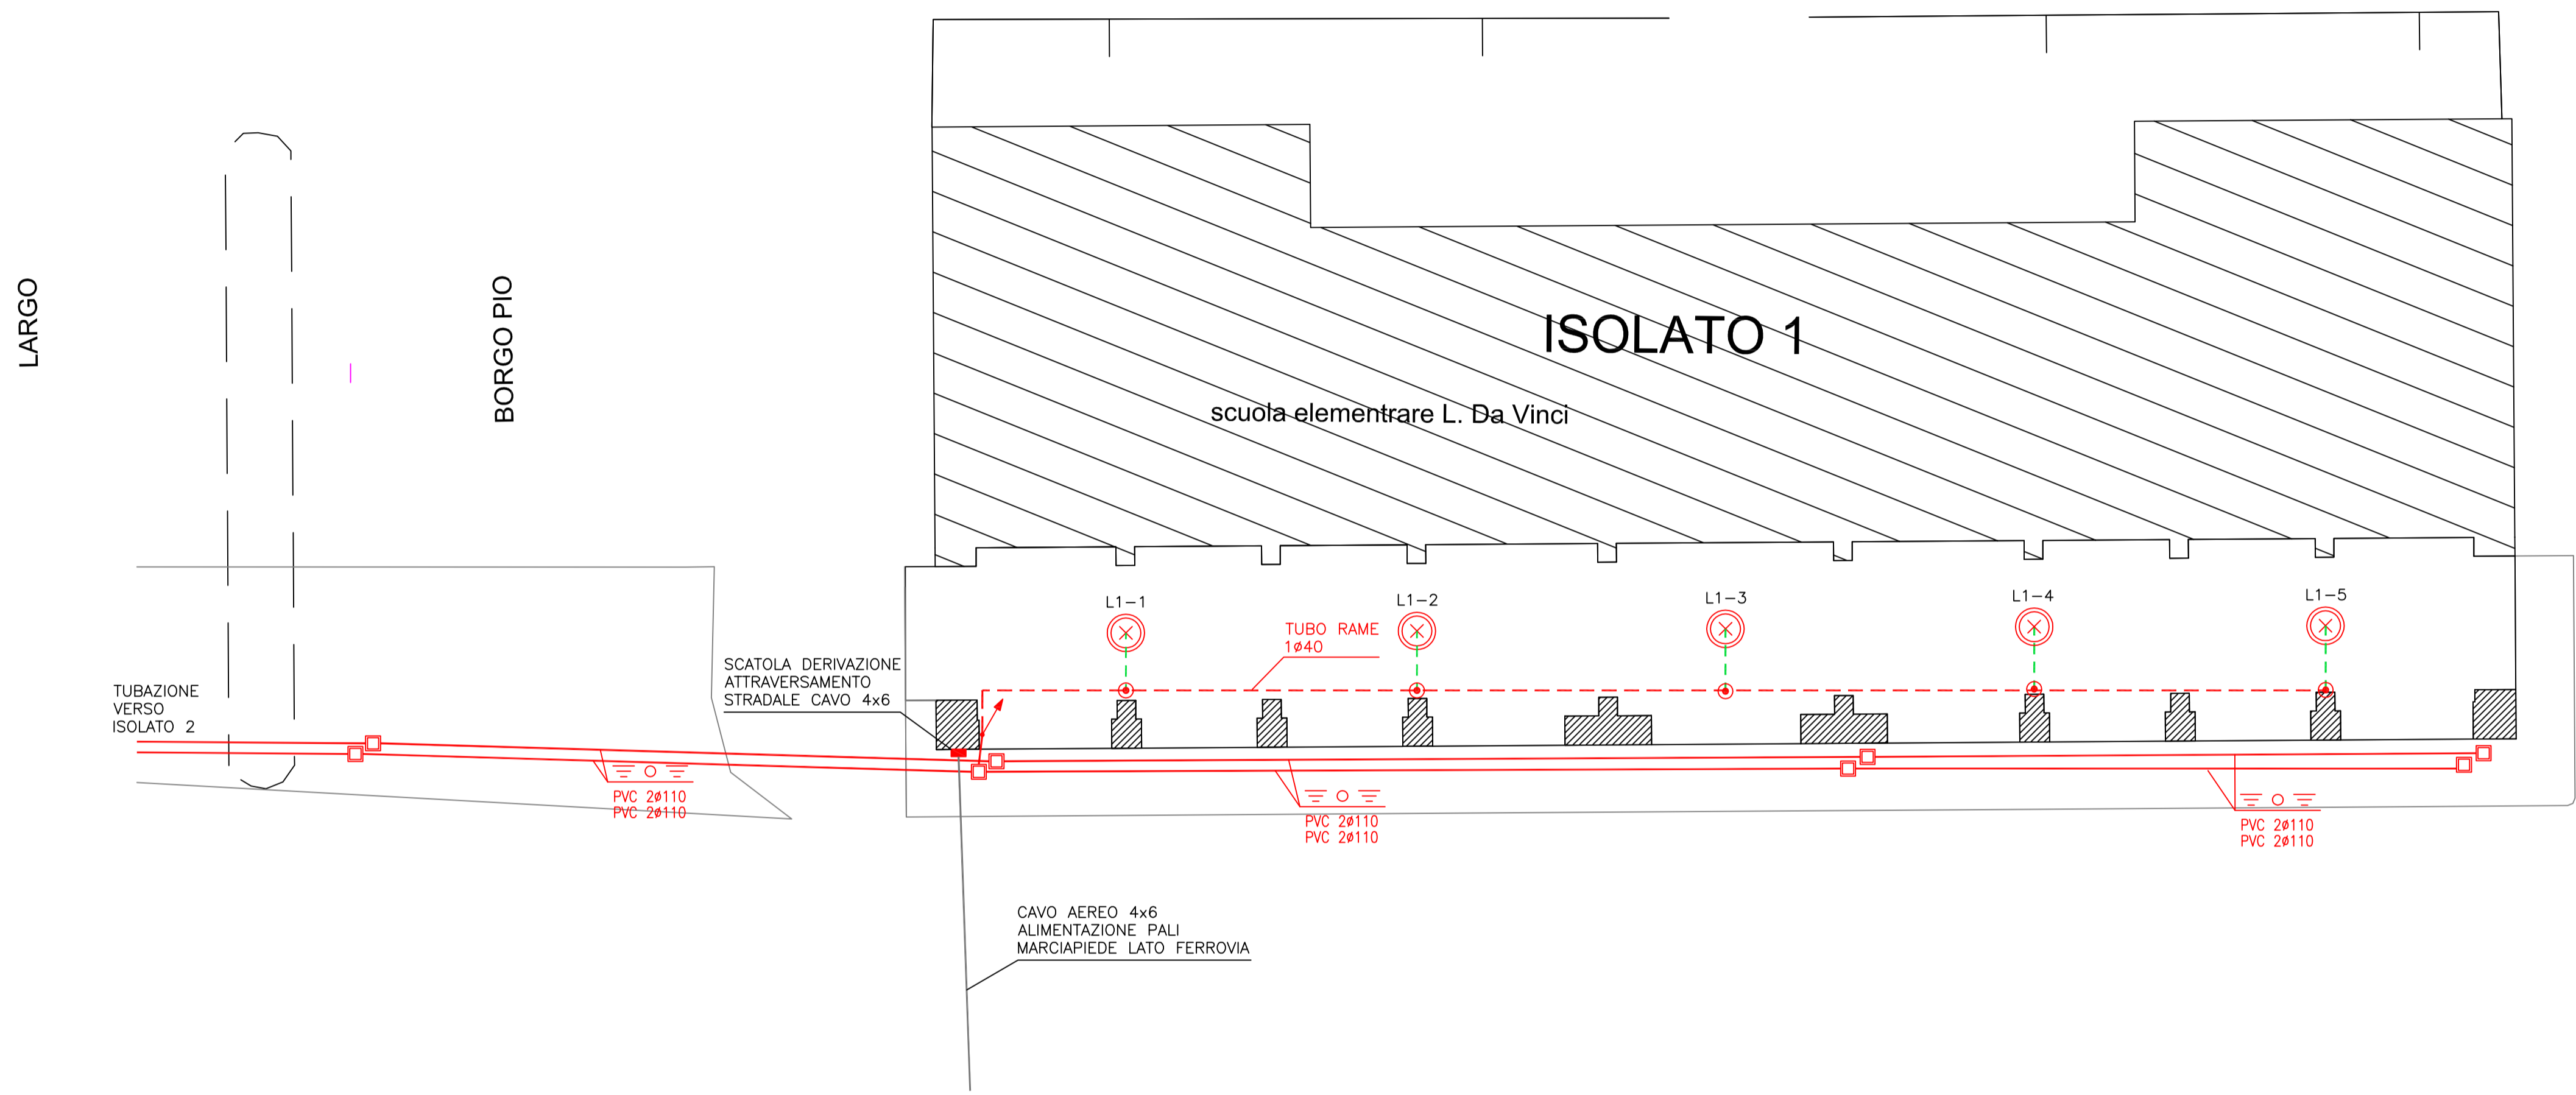 LARGO
BORGO PIO
ISOLATO 1
scuola elementrare L. Da Vinci
L1-1
L1-2
L1-3
L1-4
L1-5
TUBO RAME
1ø40
SCATOLA DERIVAZIONE
ATTRAVERSAMENTO
STRADALE CAVO 4x6
TUBAZIONE
VERSO
ISOLATO 2
PVC 2ø110
PVC 2ø110
PVC 2ø110
PVC 2ø110
PVC 2ø110
PVC 2ø110
CAVO AEREO 4x6
ALIMENTAZIONE PALI
MARCIAPIEDE LATO FERROVIA